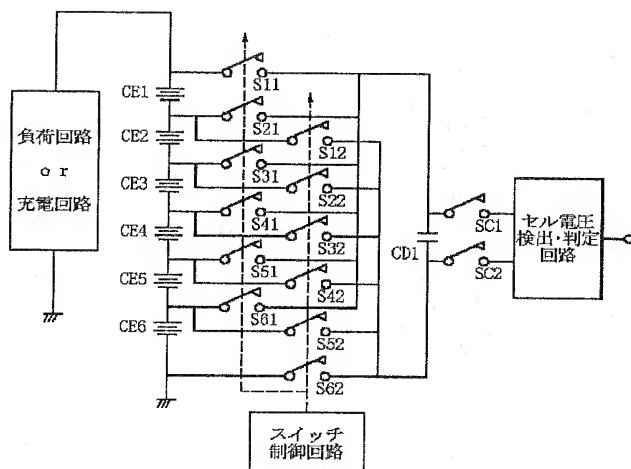 負荷回路
or
充電回路
CE1
CE2
CE3
CE4
CE5
CE6
S11
S21
S12
S31
S22
S41
S32
S51
S42
S61
S52
S62
CD1
SC1
SC2
セル電圧
検出・判定
回路
スイッチ
制御回路